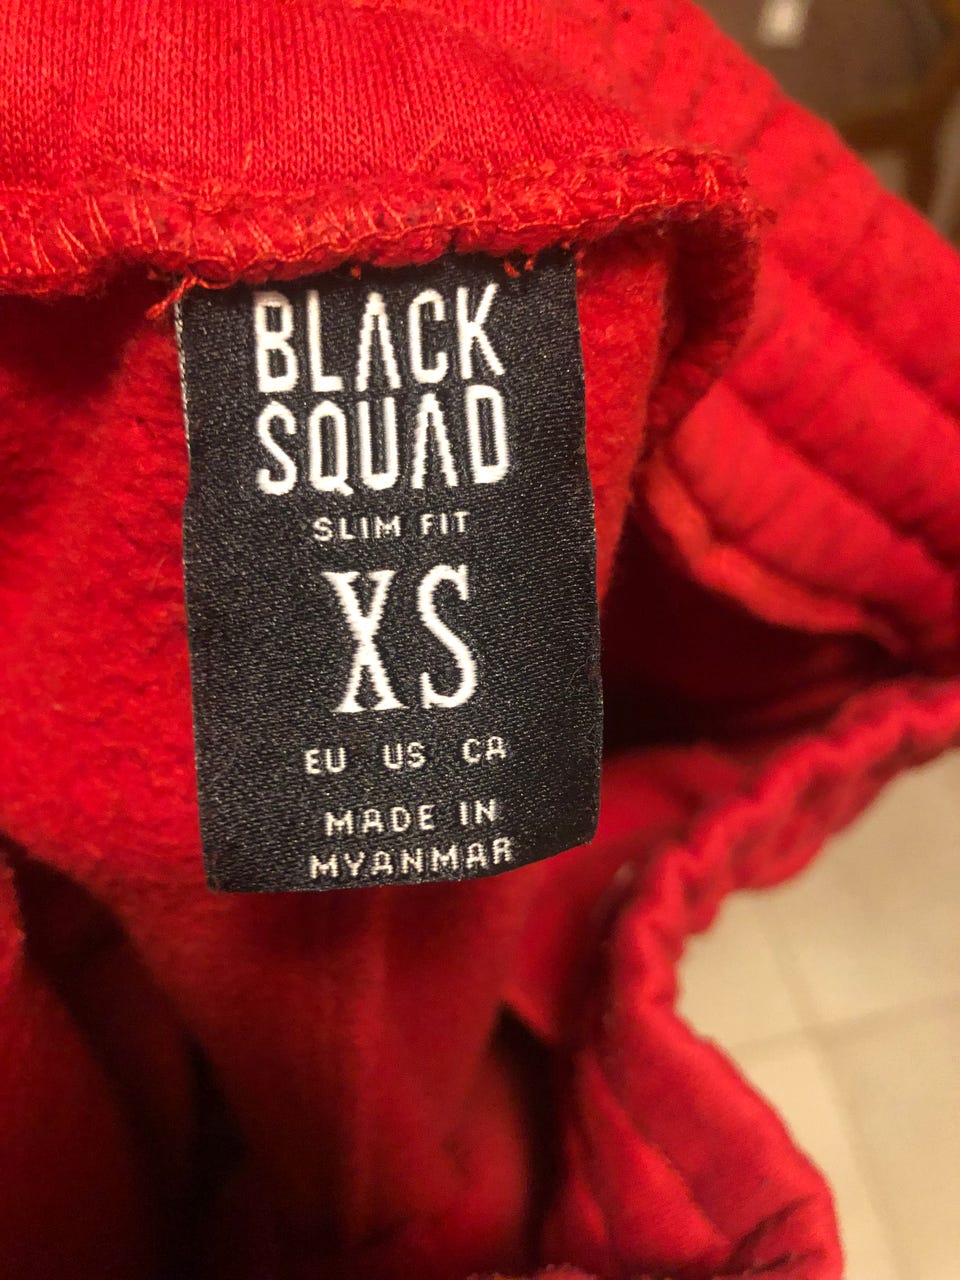 BLACK
SQUAD
SLIM FIT
XS
EU US CA
MADE IN
MYANMAR